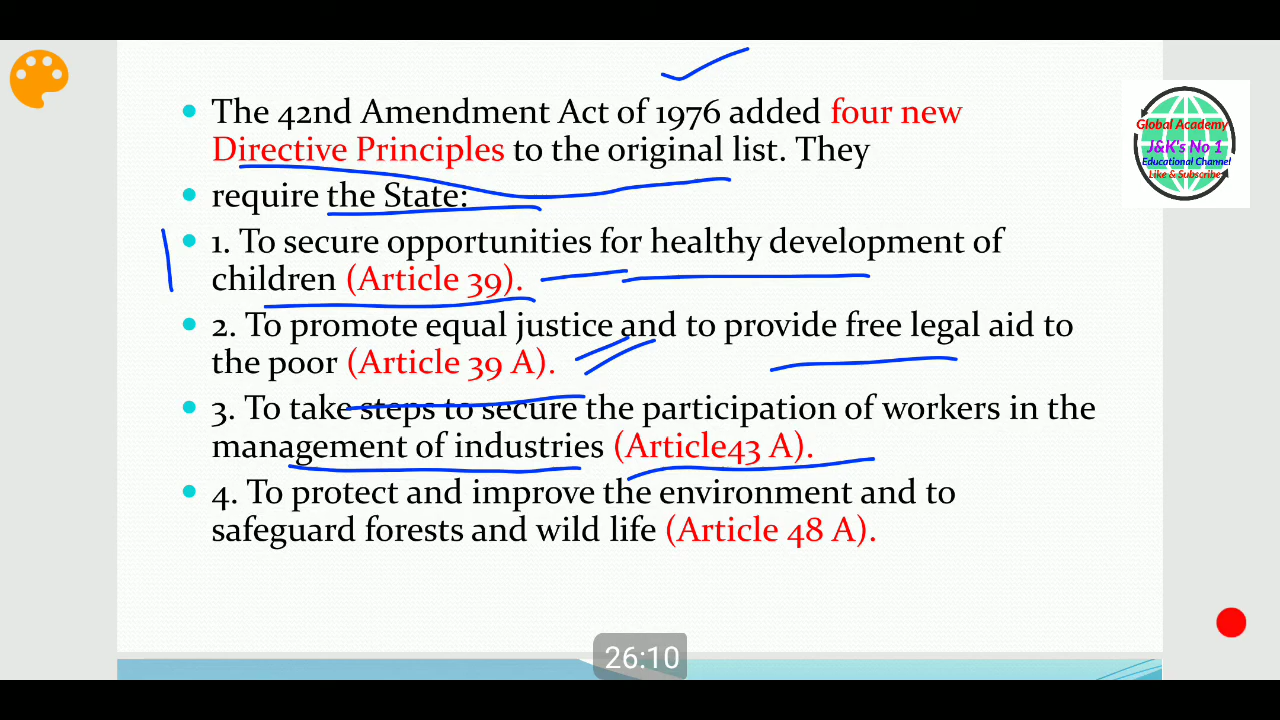 The 42nd Amendment Act of 1976 added four new
Directive Principles to the original list. They
require the State:
1. To secure opportunities for healthy development of
children (Article 39).
2. To promote equal justice and to provide free legal aid to
the poor (Article 39 A).
3. To take steps to secure the participation of workers in the
management of industries (Article43 A).
4. To protect and improve the environment and to
safeguard forests and wild life (Article 48 A).
Global Academy
J&K's No 1
Educational Channel
Like & Subscribe
26:10